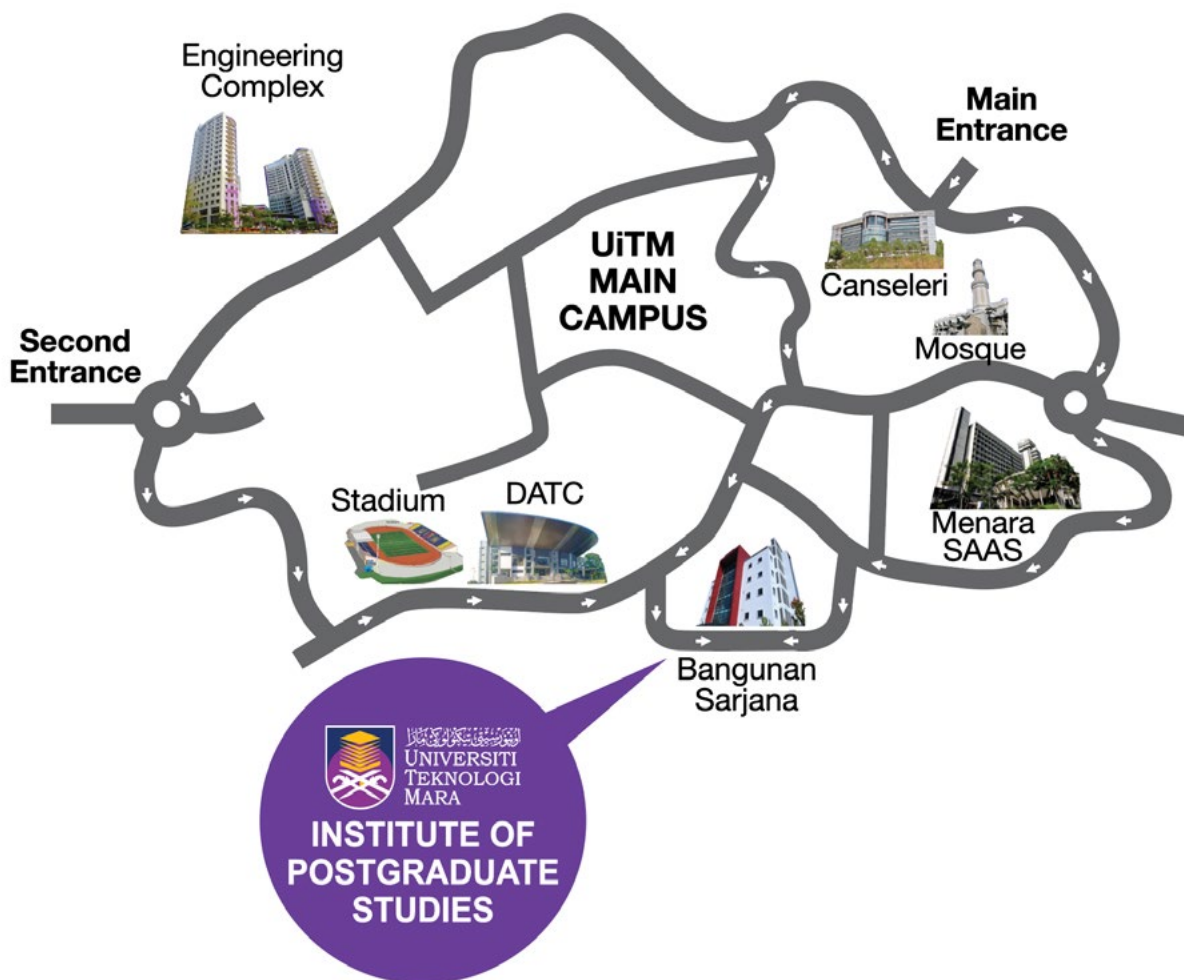 Engineering
Complex
Main
Entrance
UiTM
MAIN
CAMPUS
Canseleri
Mosque
Second
Entrance
Stadium
DATC
Menara
SAAS
Bangunan
Sarjana
UNIVERSITI
TEKNOLOGI
MARA
INSTITUTE OF
POSTGRADUATE
STUDIES